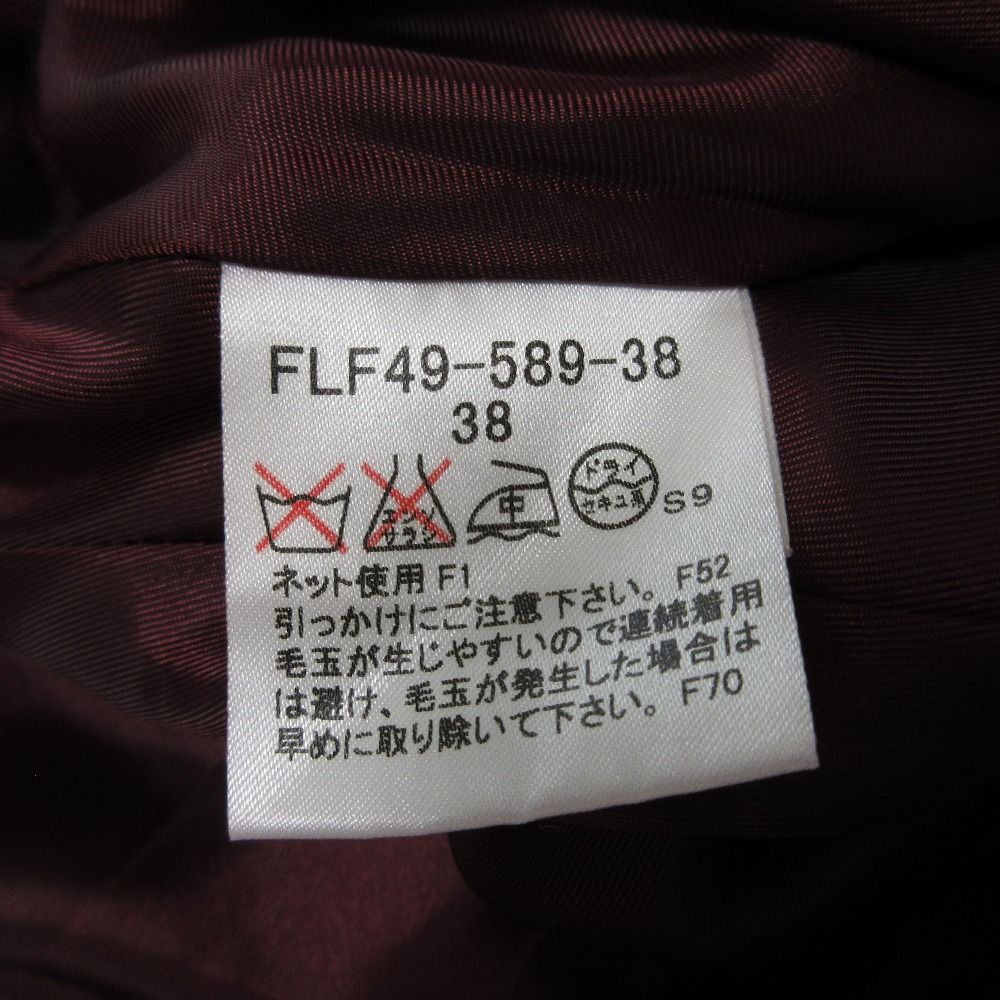 FLF49-589-38
38
エンソ
サラシ
中
ドライ
セキユ系
S9
ネット使用 F1
引っかけにご注意下さい。 F52
毛玉が生じやすいので連続着用
は避け、毛玉が発生した場合は
早めに取り除いて下さい。 F70